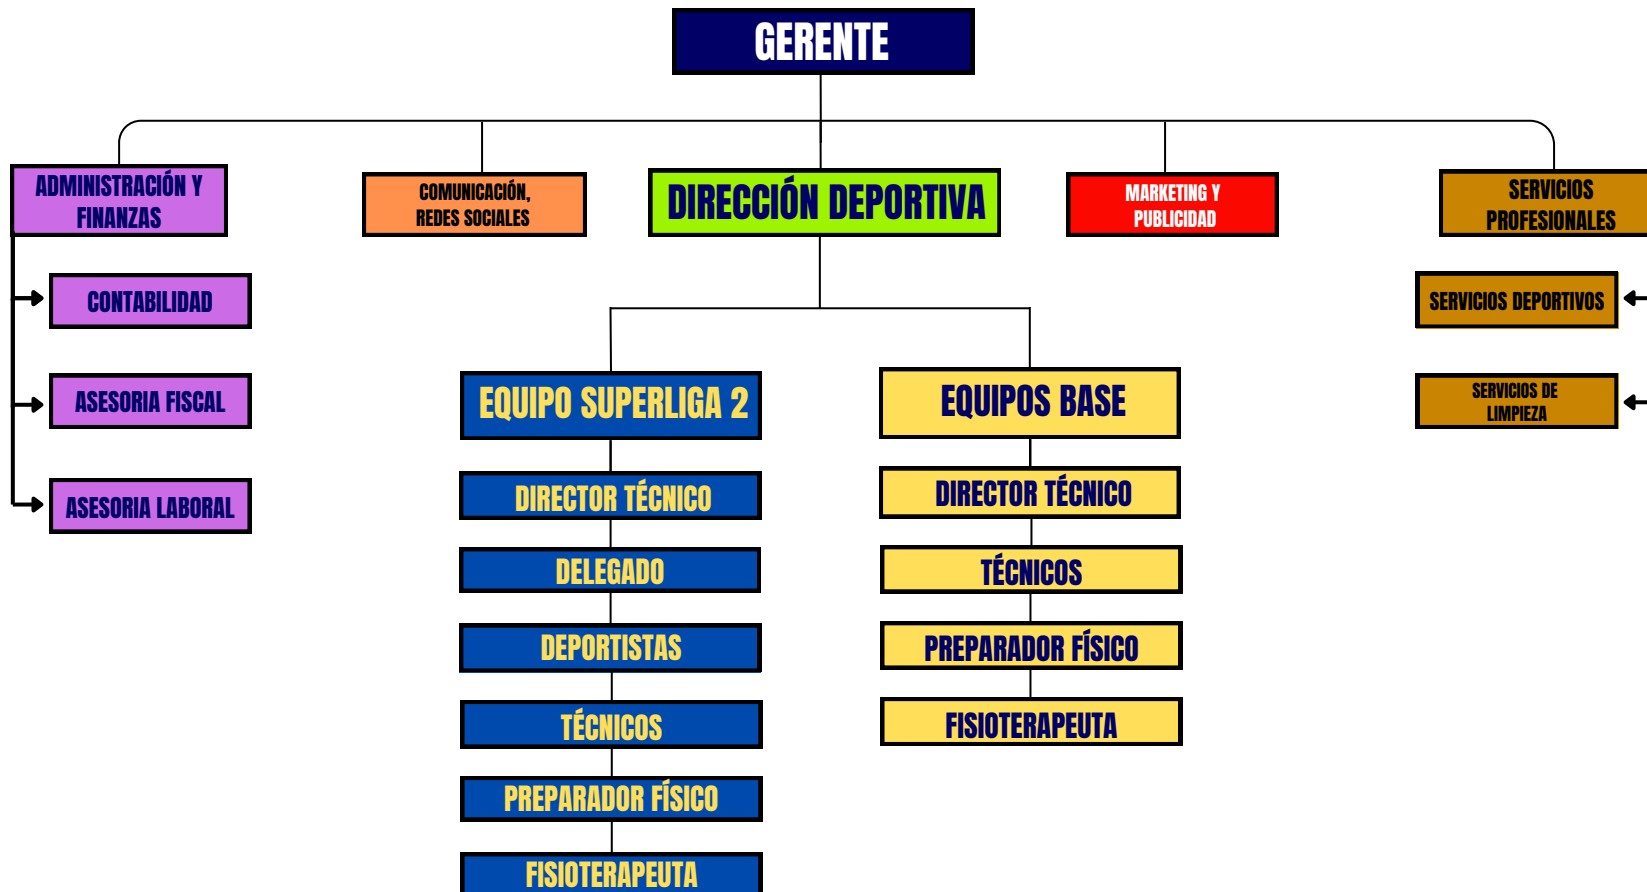 GERENTE
ADMINISTRACIÓN Y
FINANZAS
COMUNICACIÓN,
REDES SOCIALES
DIRECCIÓN DEPORTIVA
MARKETING Y
PUBLICIDAD
SERVICIOS
PROFESIONALES
CONTABILIDAD
ASESORIA FISCAL
ASESORIA LABORAL
EQUIPO SUPERLIGA 2
DIRECTOR TÉCNICO
DELEGADO
DEPORTISTAS
TÉCNICOS
PREPARADOR FÍSICO
FISIOTERAPEUTA
EQUIPOS BASE
DIRECTOR TÉCNICO
TÉCNICOS
PREPARADOR FÍSICO
FISIOTERAPEUTA
SERVICIOS DEPORTIVOS
SERVICIOS DE
LIMPIEZA